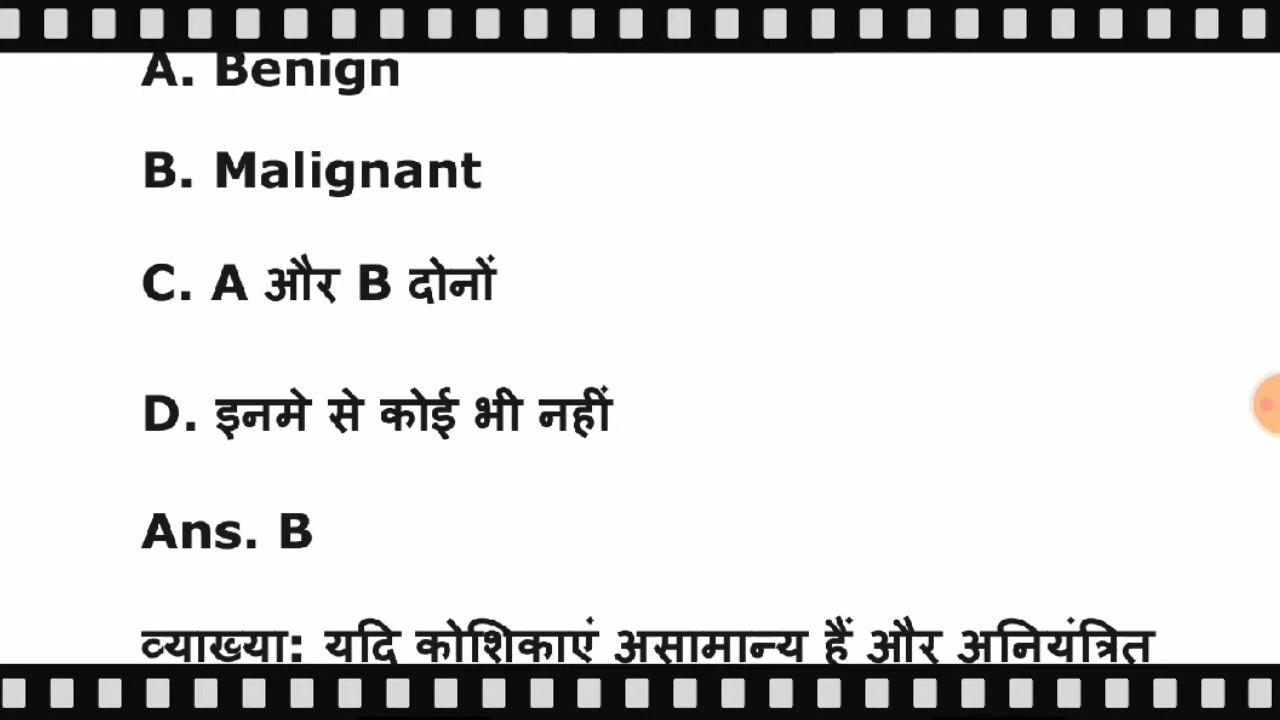 A. Benign
B. Malignant
C. A और B दोनों
D. इनमे से कोई भी नहीं
Ans. B
व्याख्या: यदि कोशिकाएं असामान्य हैं और अनियंत्रित